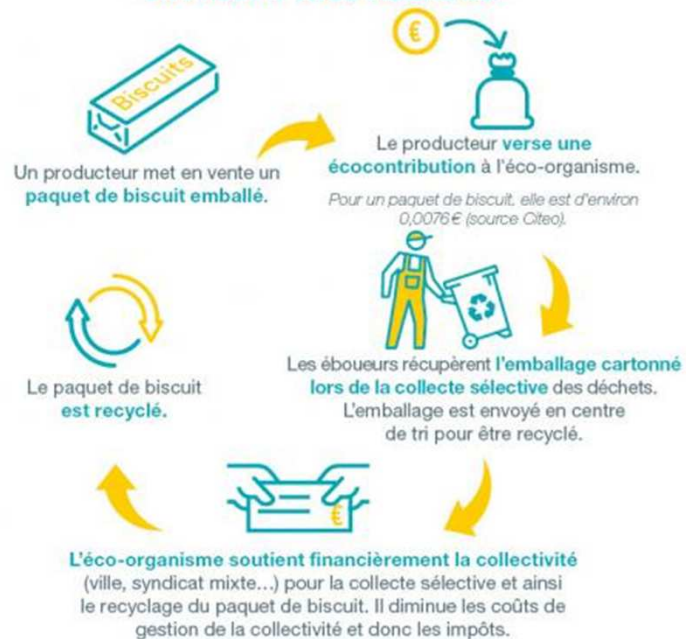 Biscuits
€
Un producteur met en vente un
paquet de biscuit emballé.
Le producteur verse une
écocontribution à l'éco-organisme.
Pour un paquet de biscuit, elle est d'environ
0,0076 € (source Citeo).
Les éboueurs récupèrent l'emballage cartonné
lors de la collecte sélective des déchets.
L'emballage est envoyé en centre
de tri pour être recyclé.
€
L'éco-organisme soutient financièrement la collectivité
(ville, syndicat mixte...) pour la collecte sélective et ainsi
le recyclage du paquet de biscuit. Il diminue les coûts de
gestion de la collectivité et donc les impôts.
Le paquet de biscuit
est recyclé.